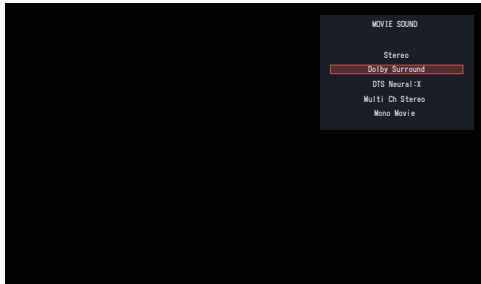 MOVIE SOUND
Stereo
Dolby Surround
DTS Neural:X
Multi Ch Stereo
Mono Movie